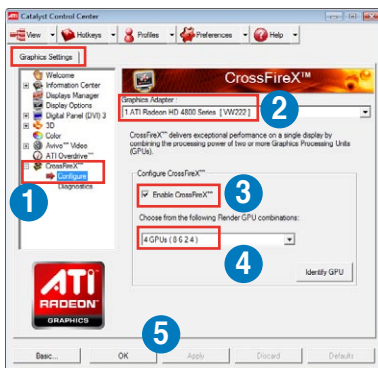 Catalyst Control Center
View Hotkeys Profiles Preferences Help
Graphics Settings
Welcome
Information Center
Displays Manager
Display Options
Digital Panel (DVI) 3
3D
Color
Avivo™ Video
ATI Overdrive™
CrossFireX™
Configure
Diagnostics
1
CrossFireX™
Graphics Adapter :
1 ATI Radeon HD 4800 Series [ VW222 ]
2
CrossFireX™ delivers exceptional performance on a single display by
combining the processing power of two or more Graphics Processing Units
(GPUs).
Configure CrossFireX™
Enable CrossFireX™
3
Choose from the following Render GPU combinations:
4 GPUs ( 8 6 2 4 )
4
Identify GPU
ATI
RADEON
GRAPHICS
5
Basic... OK Apply Discard Defaults